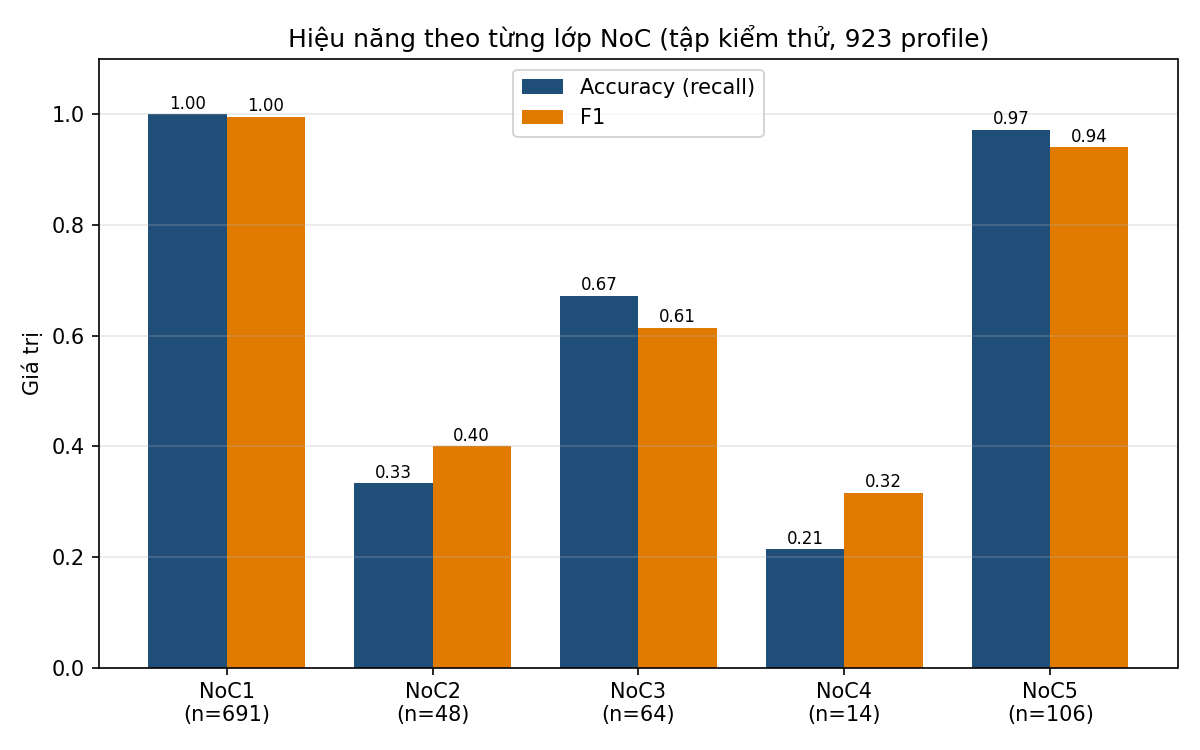 Hiệu năng theo từng lớp NoC (tập kiểm thử, 923 profile)
Accuracy (recall)
F1
Giá trị
1.0
0.8
0.6
0.4
0.2
0.0
1.00
1.00
0.33
0.40
0.67
0.61
0.21
0.32
0.97
0.94
NoC1
(n=691)
NoC2
(n=48)
NoC3
(n=64)
NoC4
(n=14)
NoC5
(n=106)